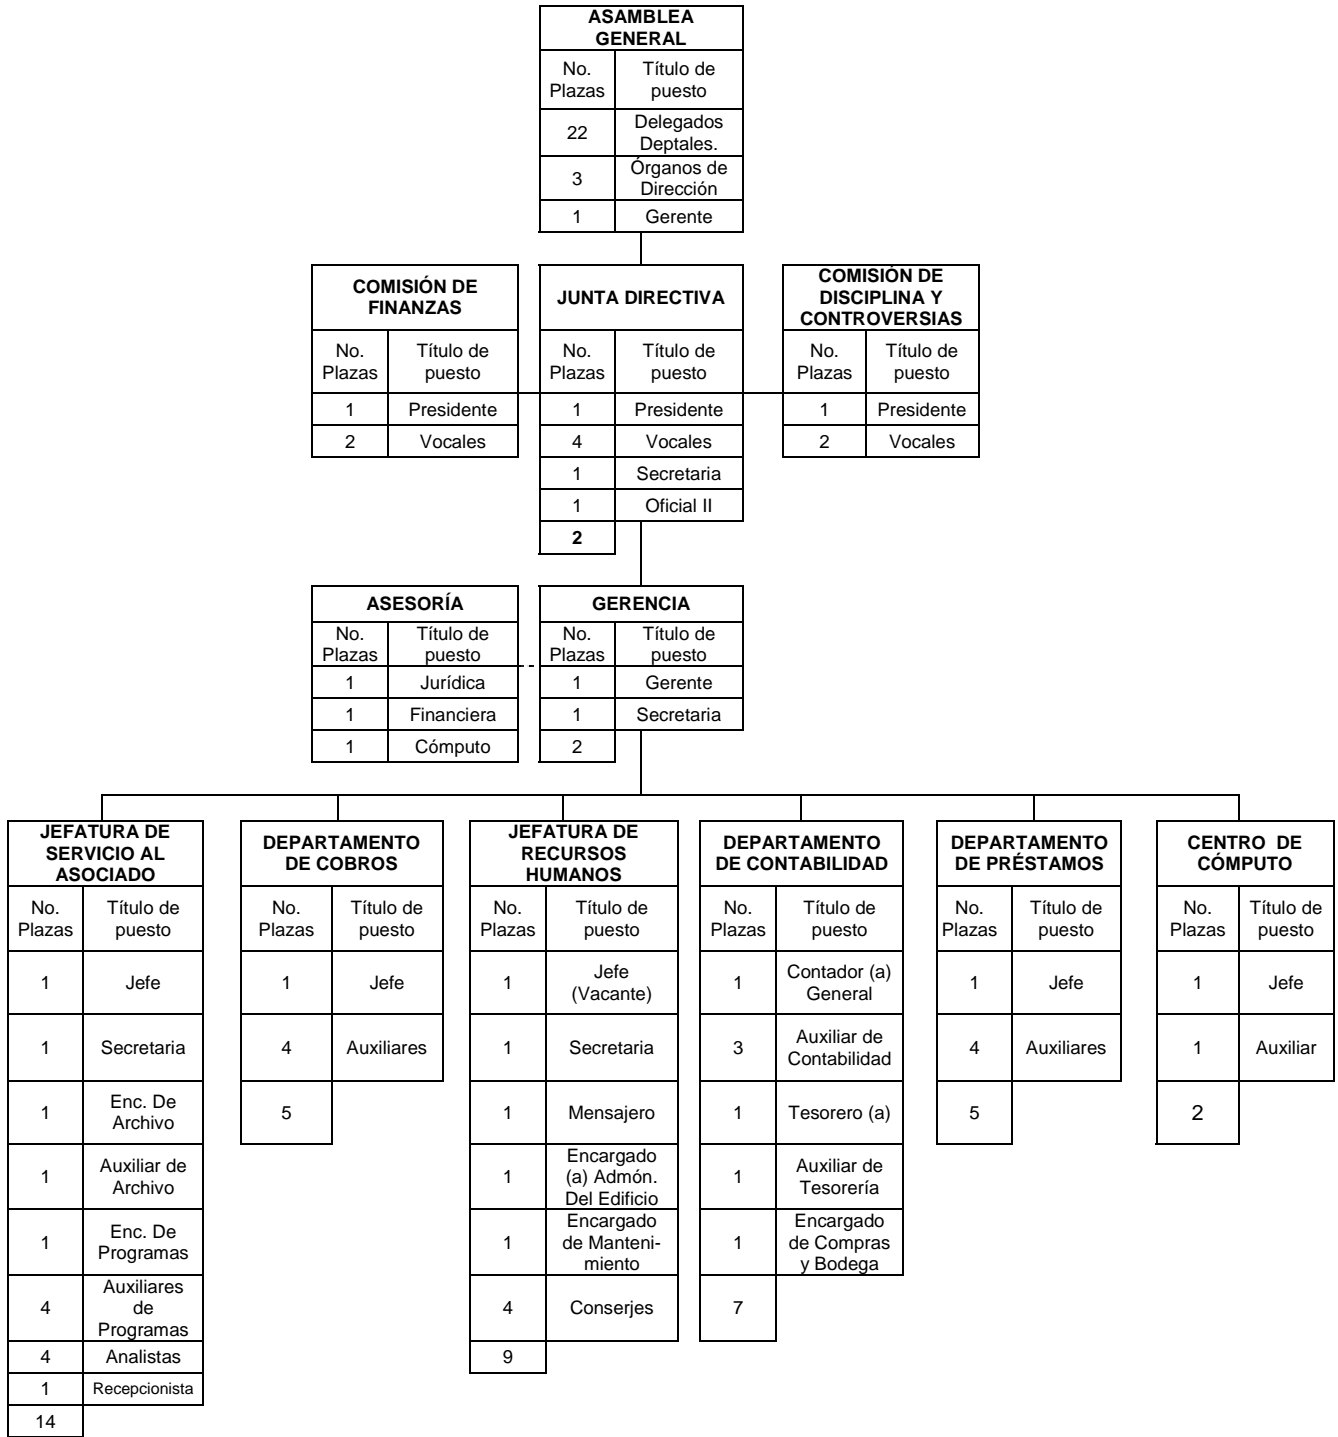 ASAMBLEA
GENERAL
No.
Plazas
Título de
puesto
22
Delegados
Deptales.
3
Órganos de
Dirección
1
Gerente
COMISIÓN DE
FINANZAS
No.
Plazas
Título de
puesto
1
Presidente
2
Vocales
JUNTA DIRECTIVA
No.
Plazas
Título de
puesto
1
Presidente
4
Vocales
1
Secretaria
1
Oficial II
2
COMISIÓN DE
DISCIPLINA Y
CONTROVERSIAS
No.
Plazas
Título de
puesto
1
Presidente
2
Vocales
ASESORÍA
No.
Plazas
Título de
puesto
1
Jurídica
1
Financiera
1
Cómputo
GERENCIA
No.
Plazas
Título de
puesto
1
Gerente
1
Secretaria
2
JEFATURA DE
SERVICIO AL
ASOCIADO
No.
Plazas
Título de
puesto
1
Jefe
1
Secretaria
1
Enc. De
Archivo
1
Auxiliar de
Archivo
1
Enc. De
Programas
4
Auxiliares
de
Programas
4
Analistas
1
Recepcionista
14
DEPARTAMENTO
DE COBROS
No.
Plazas
Título de
puesto
1
Jefe
4
Auxiliares
5
JEFATURA DE
RECURSOS
HUMANOS
No.
Plazas
Título de
puesto
1
Jefe
(Vacante)
1
Secretaria
1
Mensajero
1
Encargado
(a) Admón.
Del Edificio
1
Encargado
de Manteni-
miento
4
Conserjes
9
DEPARTAMENTO
DE CONTABILIDAD
No.
Plazas
Título de
puesto
1
Contador (a)
General
3
Auxiliar de
Contabilidad
1
Tesorero (a)
1
Auxiliar de
Tesorería
1
Encargado
de Compras
y Bodega
7
DEPARTAMENTO
DE PRÉSTAMOS
No.
Plazas
Título de
puesto
1
Jefe
4
Auxiliares
5
CENTRO DE
CÓMPUTO
No.
Plazas
Título de
puesto
1
Jefe
1
Auxiliar
2